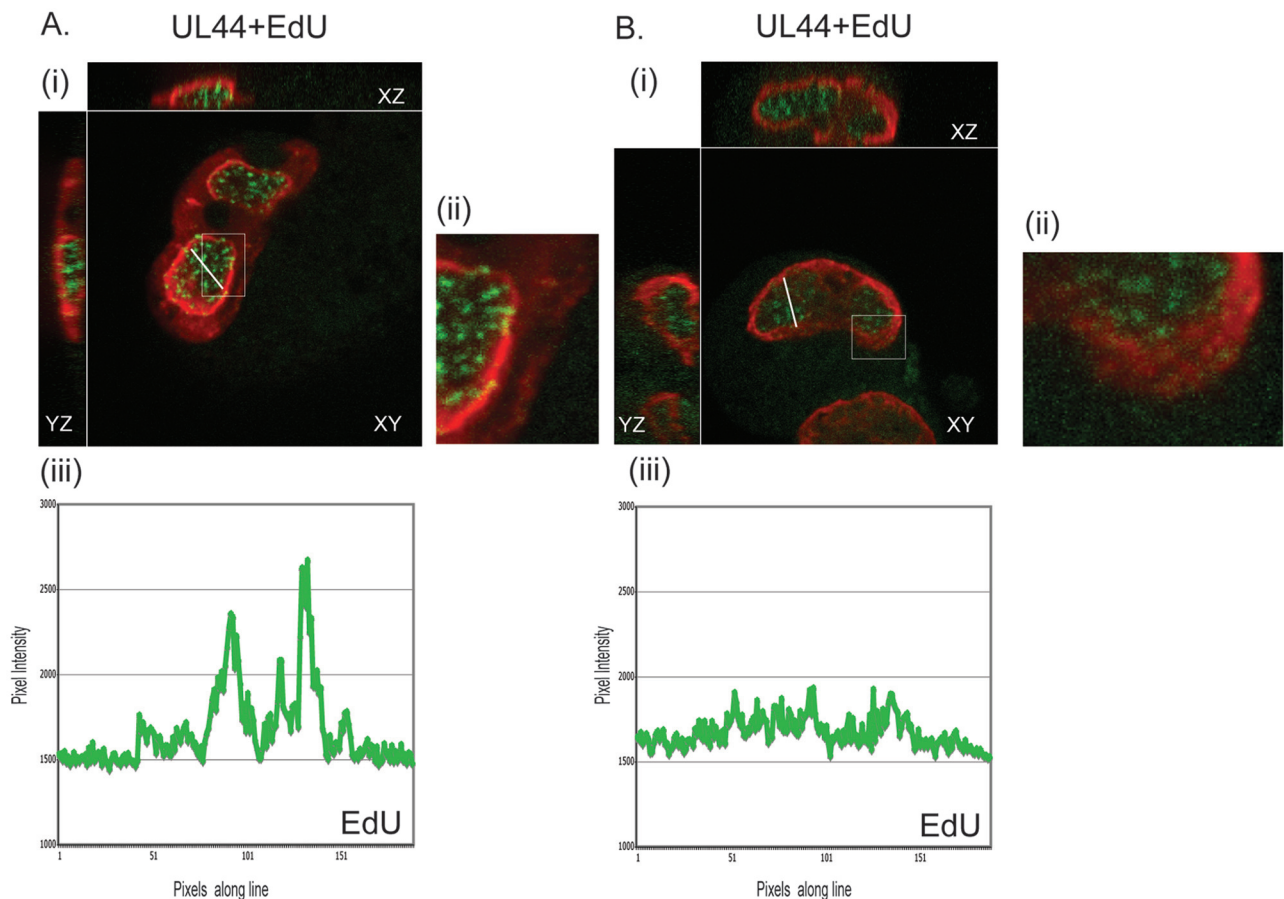 A.
UL44+EdU
(i)
XZ
YZ
XY
(ii)
(iii)
3000
2500
2000
1500
1000
Pixel Intensity
EdU
1
51
101
151
Pixels along line
B.
UL44+EdU
(i)
XZ
YZ
XY
(ii)
(iii)
3000
2500
2000
1500
1000
Pixel Intensity
EdU
1
51
101
151
Pixels along line